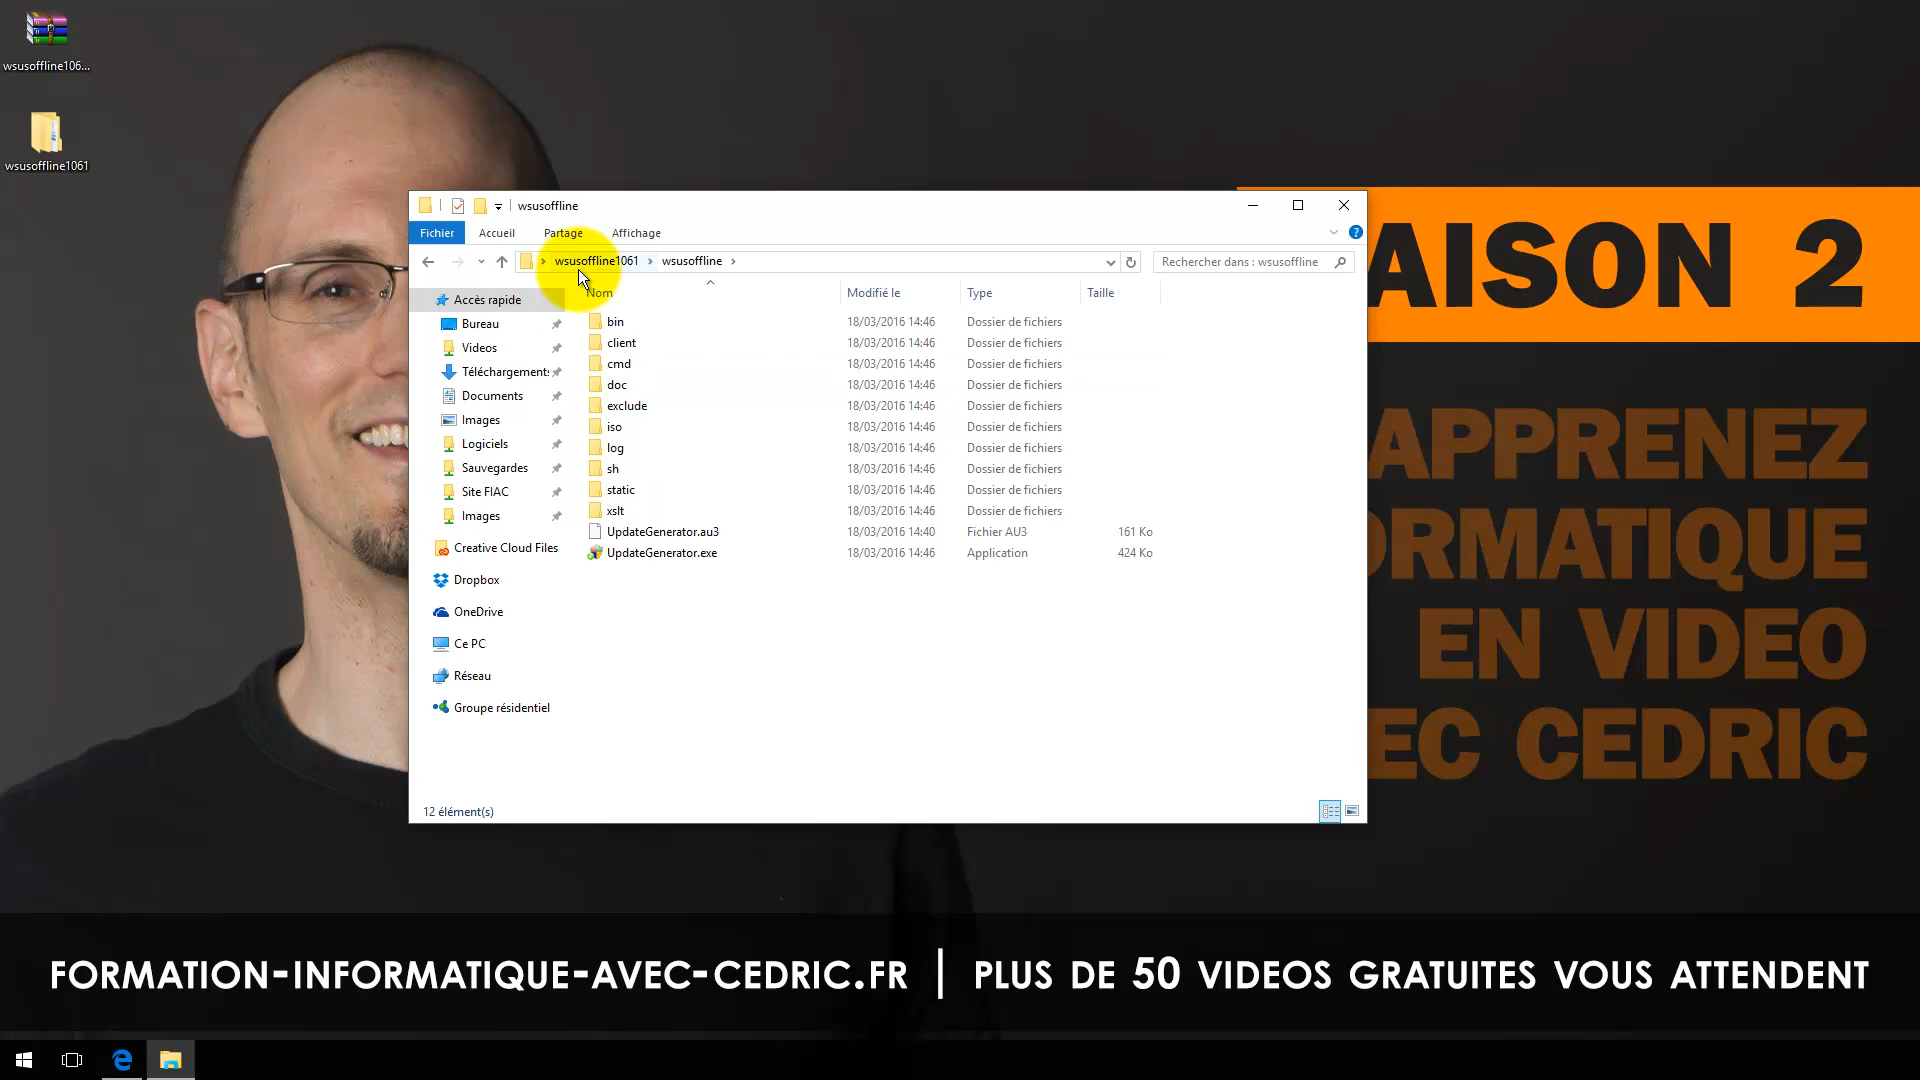 wsusoffline106...
wsusoffline1061
wsusoffline
Fichier
Accueil
Partage
Affichage
wsusoffline1061
wsusoffline
Rechercher dans : wsusoffline
Nom
Modifié le
Type
Taille
Accès rapide
Bureau
Videos
Téléchargements
Documents
Images
Logiciels
Sauvegardes
Site FIAC
Images
Creative Cloud Files
Dropbox
OneDrive
Ce PC
Réseau
Groupe résidentiel
bin 18/03/2016 14:46 Dossier de fichiers
client 18/03/2016 14:46 Dossier de fichiers
cmd 18/03/2016 14:46 Dossier de fichiers
doc 18/03/2016 14:46 Dossier de fichiers
exclude 18/03/2016 14:46 Dossier de fichiers
iso 18/03/2016 14:46 Dossier de fichiers
log 18/03/2016 14:46 Dossier de fichiers
sh 18/03/2016 14:46 Dossier de fichiers
static 18/03/2016 14:46 Dossier de fichiers
xslt 18/03/2016 14:46 Dossier de fichiers
UpdateGenerator.au3 18/03/2016 14:40 Fichier AU3 161 Ko
UpdateGenerator.exe 18/03/2016 14:46 Application 424 Ko
12 élément(s)
AISON 2
APPRENEZ
ORMATIQUE
EN VIDEO
EC CEDRIC
FORMATION-INFORMATIQUE-AVEC-CEDRIC.FR | PLUS DE 50 VIDEOS GRATUITES VOUS ATTENDENT